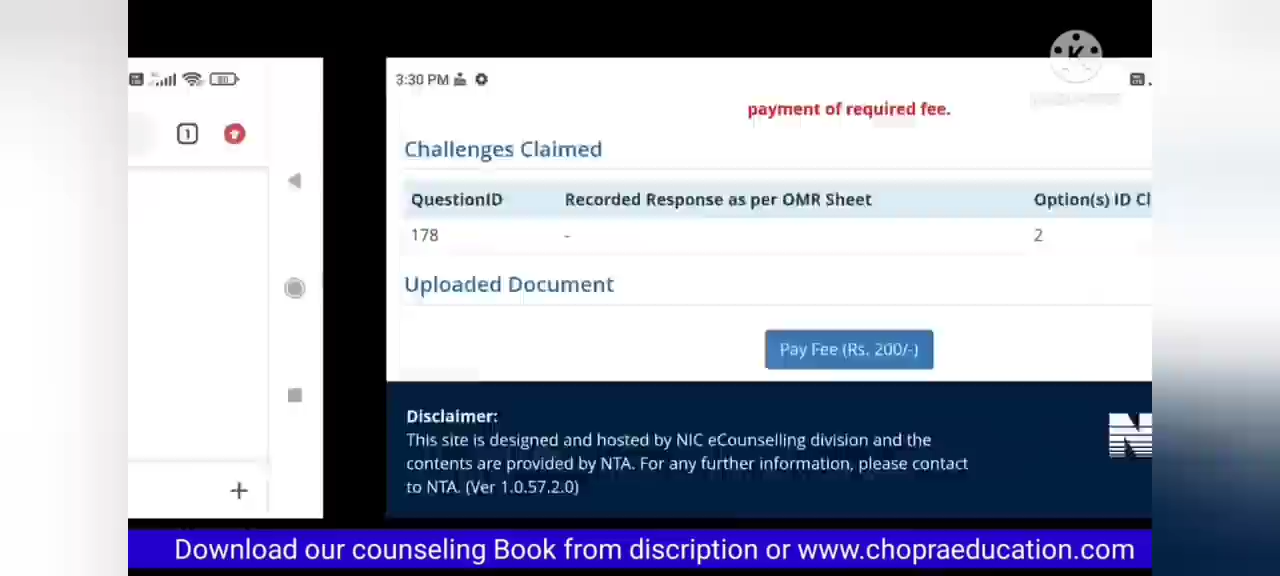 3:30 PM
payment of required fee.
Challenges Claimed
QuestionID Recorded Response as per OMR Sheet Option(s) ID Cl
178 - 2
Uploaded Document
Pay Fee (Rs. 200/-)
Disclaimer:
This site is designed and hosted by NIC eCounselling division and the
contents are provided by NTA. For any further information, please contact
to NTA. (Ver 1.0.57.2.0)
Download our counseling Book from discription or www.chopraeducation.com